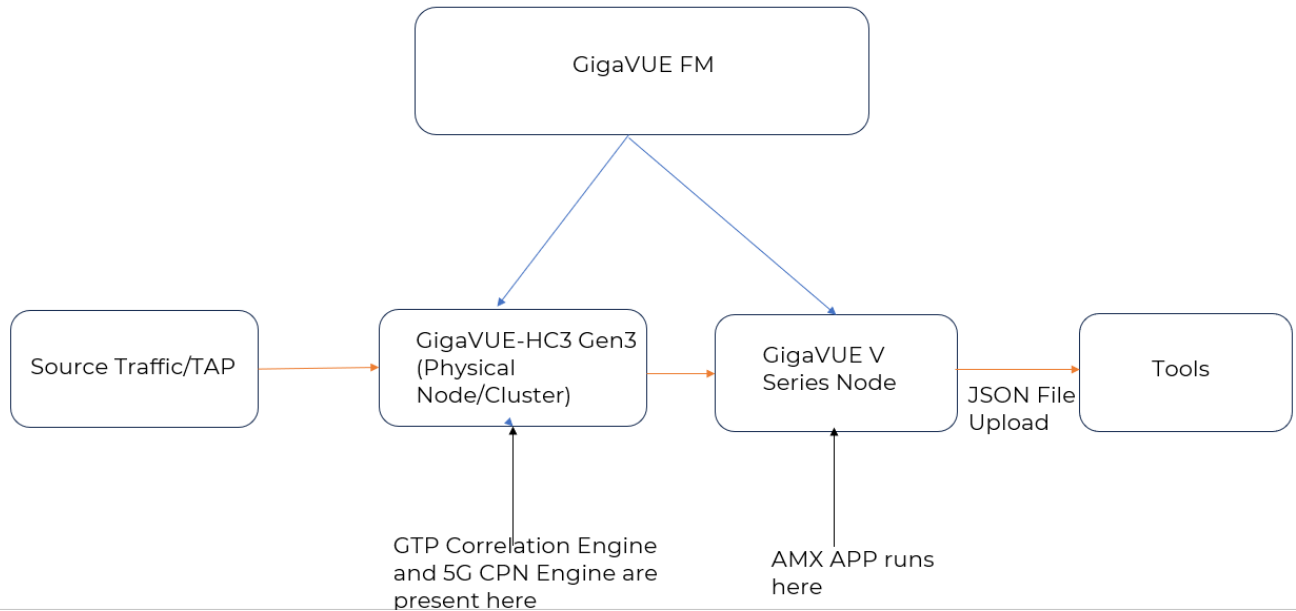 GigaVUE FM
Source Traffic/TAP
GigaVUE-HC3 Gen3
(Physical
Node/Cluster)
GigaVUE V
Series Node
JSON File
Upload
Tools
GTP Correlation Engine
and 5G CPN Engine are
present here
AMX APP runs
here